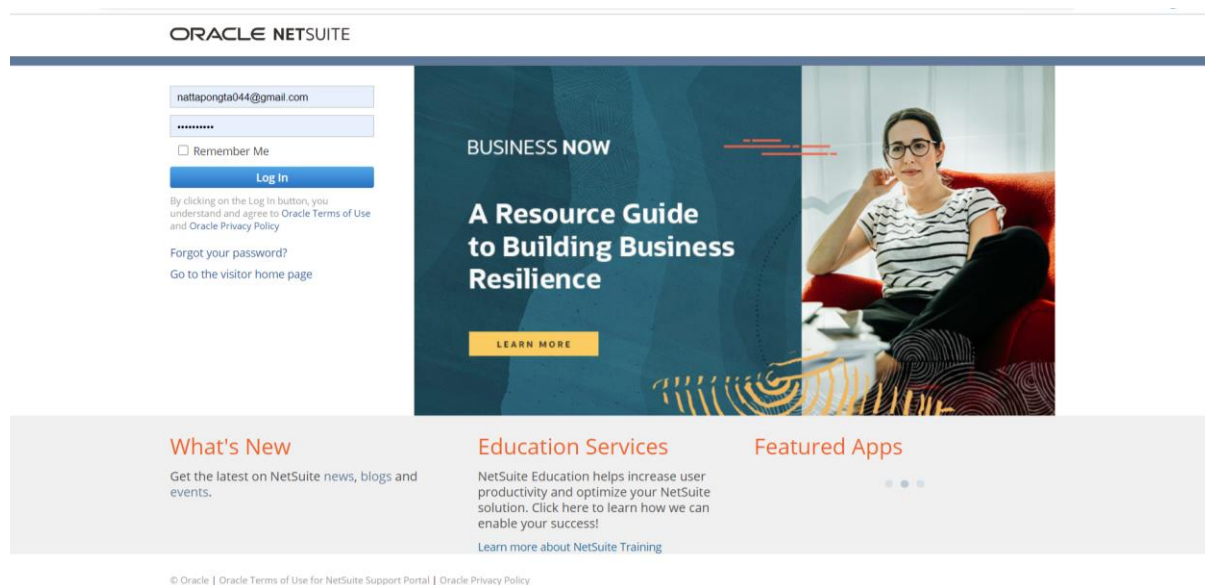 ORACLE NETSUITE
nattapongta044@gmail.com
••••••••••
Remember Me
Log In
By clicking on the Log In button, you
understand and agree to Oracle Terms of Use
and Oracle Privacy Policy
Forgot your password?
Go to the visitor home page
BUSINESS NOW
A Resource Guide
to Building Business
Resilience
LEARN MORE
What's New
Get the latest on NetSuite news, blogs and
events.
Education Services
NetSuite Education helps increase user
productivity and optimize your NetSuite
solution. Click here to learn how we can
enable your success!
Learn more about NetSuite Training
Featured Apps
© Oracle | Oracle Terms of Use for NetSuite Support Portal | Oracle Privacy Policy